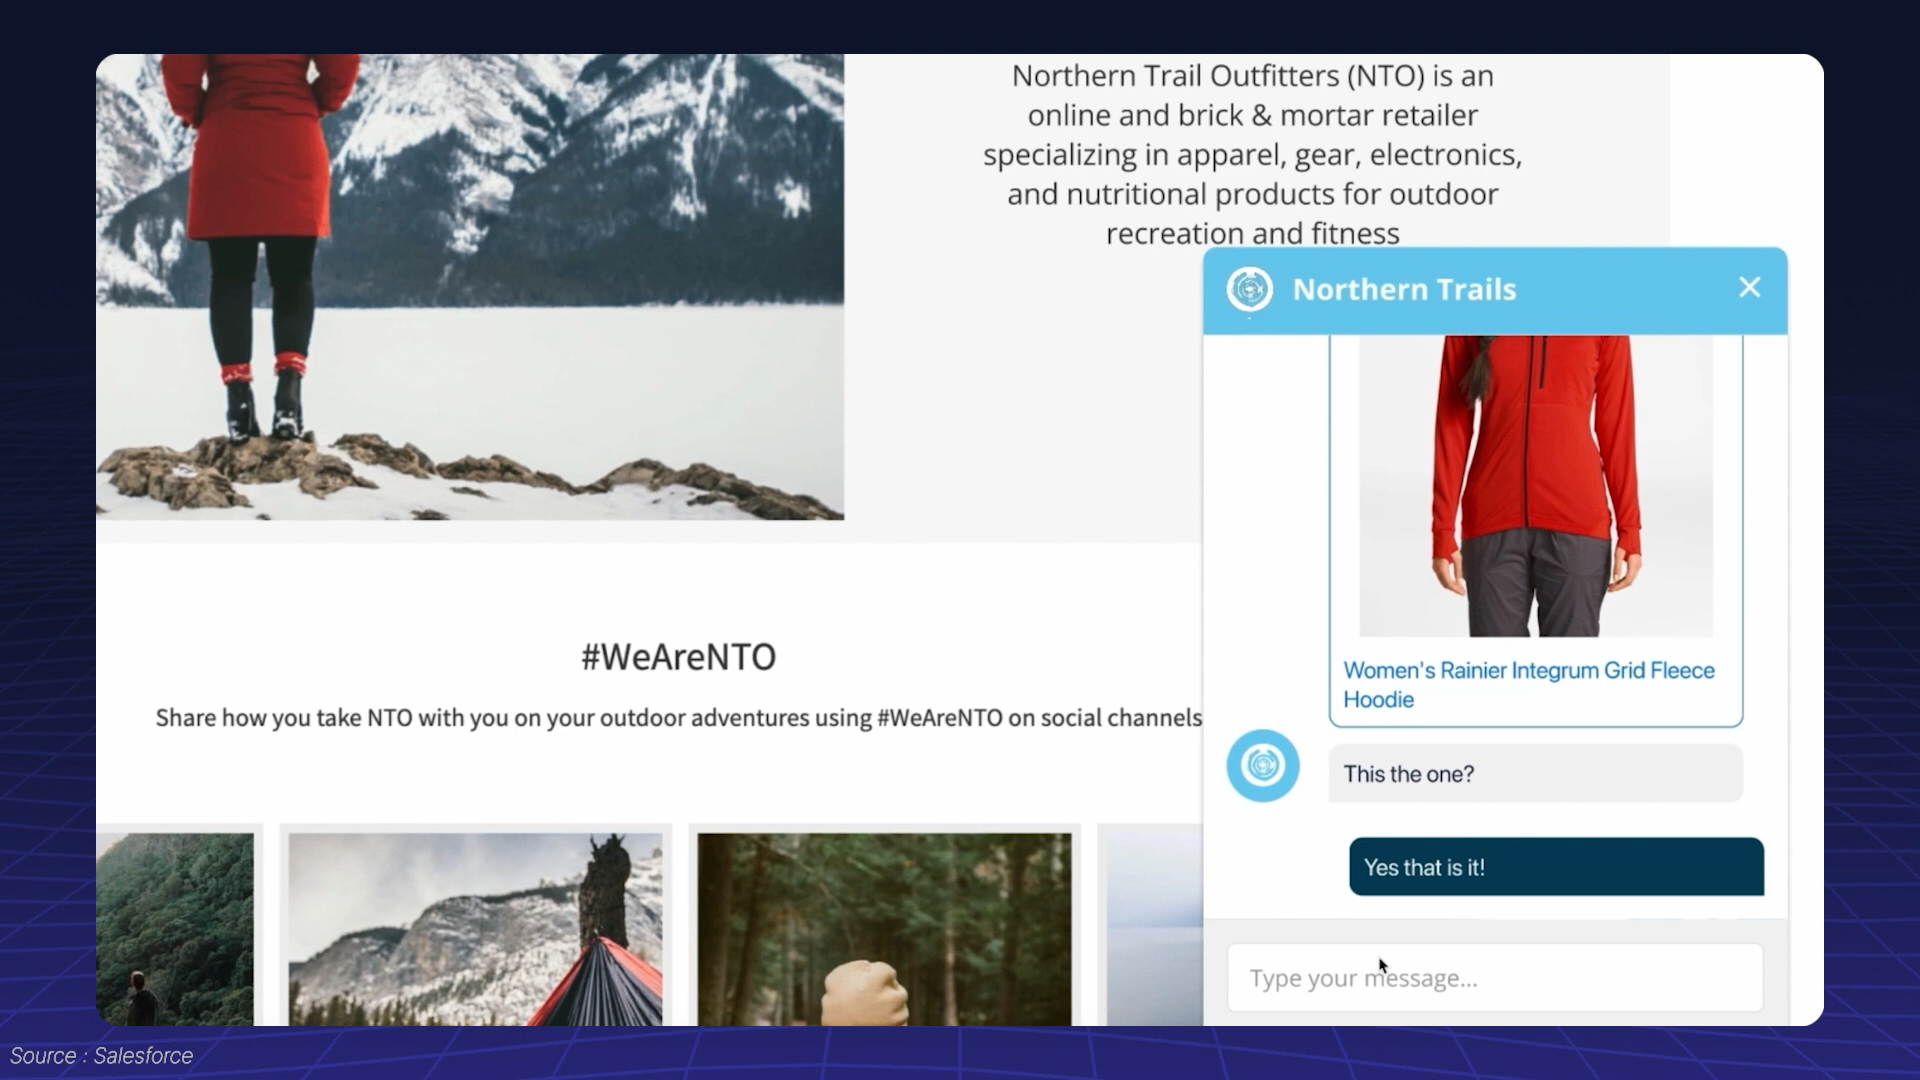 Northern Trail Outfitters (NTO) is an
online and brick & mortar retailer
specializing in apparel, gear, electronics,
and nutritional products for outdoor
recreation and fitness
Northern Trails
Women's Rainier Integrum Grid Fleece
Hoodie
This the one?
Yes that is it!
Type your message...
#WeAreNTO
Share how you take NTO with you on your outdoor adventures using #WeAreNTO on social channels
Source : Salesforce